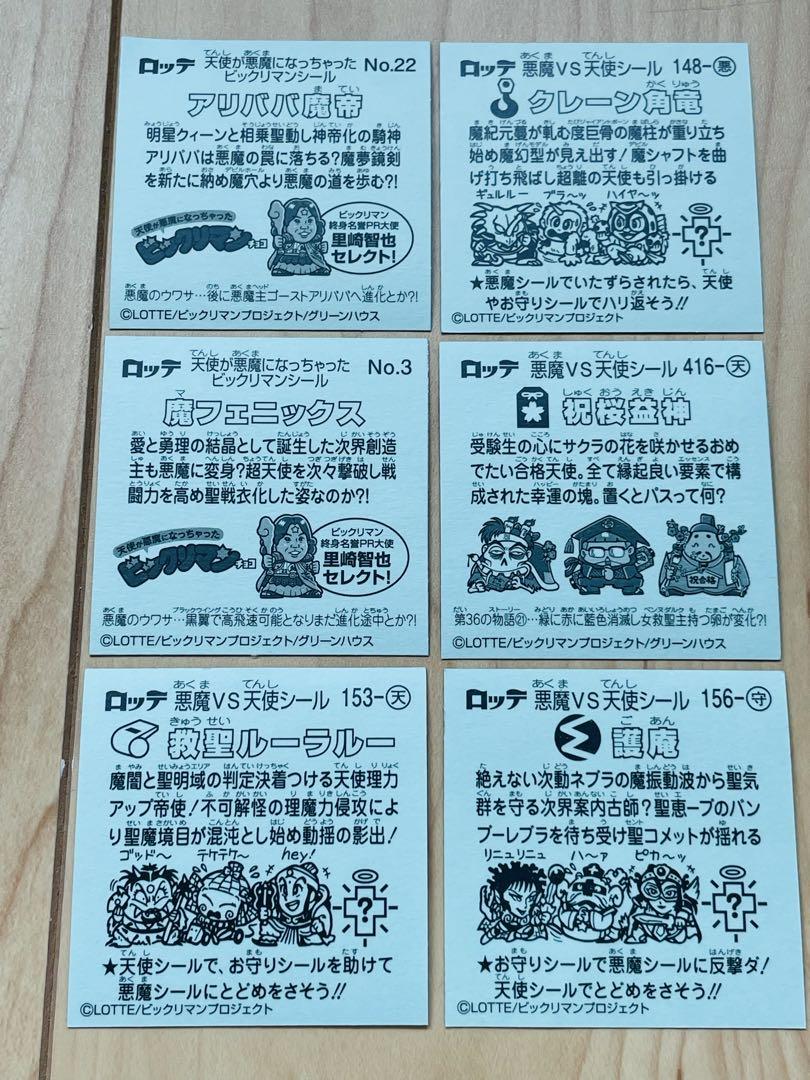 ロッテ 天使が悪魔になっちゃった ビックリマンシール No.22
アリババ魔帝
明星クィーンと相乗聖動し神帝化の騎神
アリババは悪魔の罠に落ちる?魔夢鏡剣
を新たに納め魔穴より悪魔の道を歩む?!
天使が悪魔になっちゃった
ビックリマンチョコ
ビックリマン
終身名誉PR大使
里崎智也
セレクト!
悪魔のウワサ…後に悪魔主ゴーストアリババへ進化とか?!
©LOTTE/ビックリマンプロジェクト/グリーンハウス
ロッテ 悪魔VS天使シール 148-悪
クレーン角竜
魔紀元蔓が軋む度巨骨の魔柱が重り立ち
始め魔幻型が見え出す!魔シャフトを曲
げ打ち飛ばし超離の天使も引っ掛ける
ギュルルー ブラ〜ッ ハイヤ〜ッ
?
★悪魔シールでいたずらされたら、天使
やお守りシールでハリ返そう!!
©LOTTE/ビックリマンプロジェクト
ロッテ 天使が悪魔になっちゃった ビックリマンシール No.3
魔フェニックス
愛と勇理の結晶として誕生した次界創造
主も悪魔に変身?超天使を次々撃破し戦
闘力を高め聖戦衣化した姿なのか?!
天使が悪魔になっちゃった
ビックリマンチョコ
ビックリマン
終身名誉PR大使
里崎智也
セレクト!
悪魔のウワサ…黒翼で高飛速可能となりまだ進化途中とか?!
©LOTTE/ビックリマンプロジェクト/グリーンハウス
ロッテ 悪魔VS天使シール 416-天
祝桜益神
受験生の心にサクラの花を咲かせるおめ
でたい合格天使。全て縁起良い要素で構
成された幸運の塊。置くとパスって何?
祝合格
第36の物語㉑…緑に赤に藍色消滅し女救聖主持つ卵が変化?!
©LOTTE/ビックリマンプロジェクト/グリーンハウス
ロッテ 悪魔VS天使シール 153-天
救聖ルーラルー
魔闇と聖明域の判定決着つける天使理力
アップ帝使!不可解怪の理魔力侵攻によ
り聖魔境目が混沌とし始め動揺の影出!
ゴッド〜 テケテケ〜 hey!
?
★天使シールで、お守りシールを助けて
悪魔シールにとどめをさそう!!
©LOTTE/ビックリマンプロジェクト
ロッテ 悪魔VS天使シール 156-守
護庵
絶えない次動ネブラの魔振動波から聖気
群を守る次界案内古師?聖恵ーブのバン
ブーレブラを待ち受け聖コメットが揺れる
リニュリニュ ハ〜ァ ピカ〜ッ
?
★お守りシールで悪魔シールに反撃ダ!
天使シールでとどめをさそう!!
©LOTTE/ビックリマンプロジェクト